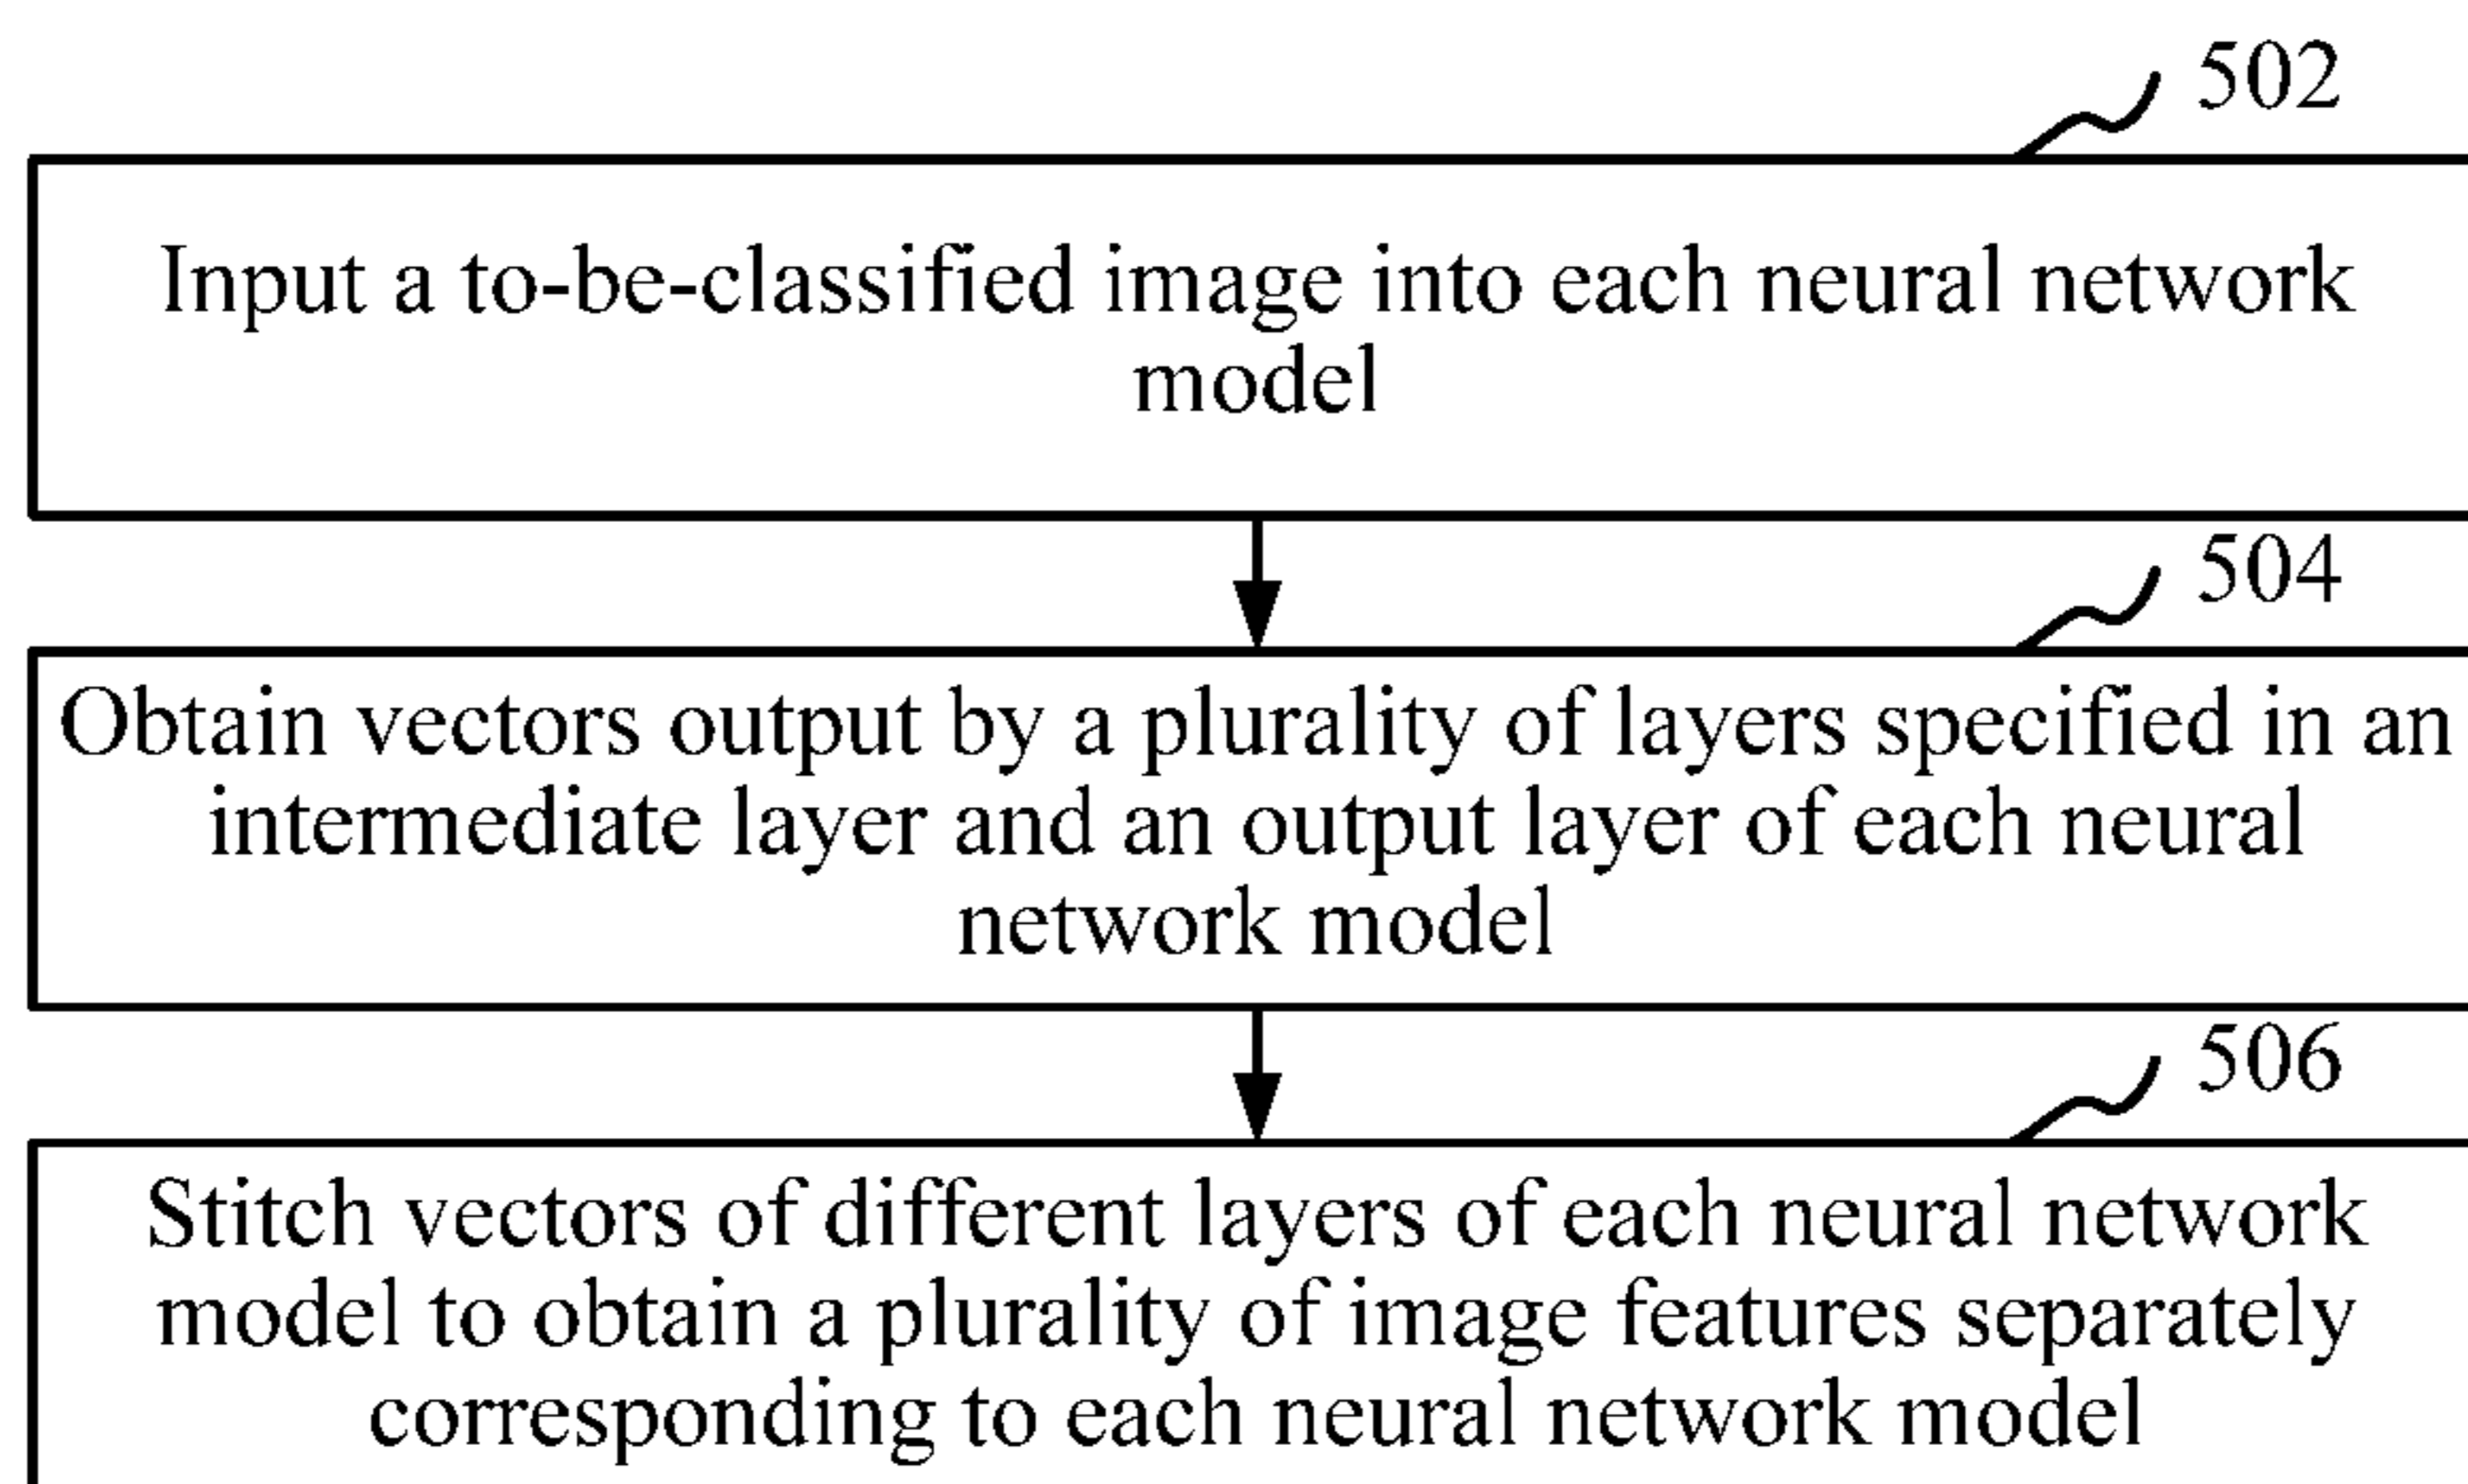 502
Input a to-be-classified image into each neural network
model
504
Obtain vectors output by a plurality of layers specified in an
intermediate layer and an output layer of each neural
network model
506
Stitch vectors of different layers of each neural network
model to obtain a plurality of image features separately
corresponding to each neural network model